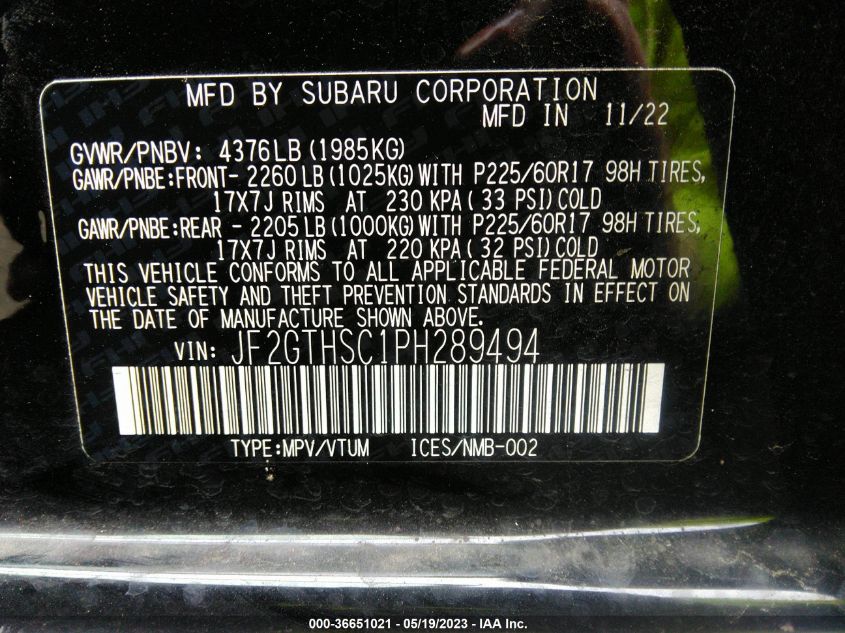 MFD BY SUBARU CORPORATION
MFD IN 11/22
GVWR/PNBV: 4376LB (1985KG)
GAWR/PNBE:FRONT- 2260 LB (1025KG) WITH P225/60R17 98H TIRES,
17X7J RIMS AT 230 KPA ( 33 PSI) COLD
GAWR/PNBE:REAR - 2205 LB (1000KG) WITH P225/60R17 98H TIRES,
17X7J RIMS AT 220 KPA ( 32 PSI) COLD
THIS VEHICLE CONFORMS TO ALL APPLICABLE FEDERAL MOTOR
VEHICLE SAFETY AND THEFT PREVENTION STANDARDS IN EFFECT ON
THE DATE OF MANUFACTURE SHOWN ABOVE.
VIN: JF2GTHSC1PH289494
TYPE:MPV/VTUM ICES/NMB-002
000-36651021 - 05/19/2023 - IAA Inc.